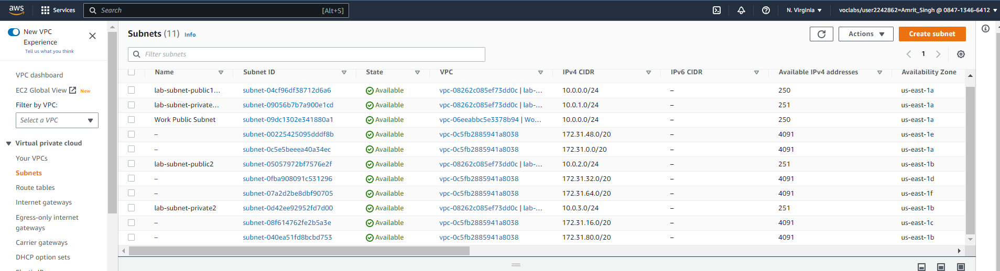 aws Services Search [Alt+S] N. Virginia voclabs/user2242862=Amrit_Singh @ 0847-1346-6412
New VPC Experience
Tell us what you think
VPC dashboard
EC2 Global View New
Filter by VPC:
Select a VPC
Virtual private cloud
Your VPCs
Subnets
Route tables
Internet gateways
Egress-only internet gateways
Carrier gateways
DHCP option sets
Subnets (11) Info Actions Create subnet
Filter subnets 1
Name Subnet ID State VPC IPv4 CIDR IPv6 CIDR Available IPv4 addresses Availability Zone
lab-subnet-public1... subnet-04cf96df38712d6a6 Available vpc-08262c085ef73dd0c | lab-... 10.0.0.0/24 – 250 us-east-1a
lab-subnet-private... subnet-09056b7b7a900e1cd Available vpc-08262c085ef73dd0c | lab-... 10.0.1.0/24 – 251 us-east-1a
Work Public Subnet subnet-09dc1302e341880a1 Available vpc-06eeabbc5e3378b94 | Wo... 10.0.0.0/24 – 250 us-east-1a
– subnet-00225425095dddf8b Available vpc-0c5fb2885941a8038 172.31.48.0/20 – 4091 us-east-1e
– subnet-0c5e5beeea40a34ec Available vpc-0c5fb2885941a8038 172.31.0.0/20 – 4091 us-east-1a
lab-subnet-public2 subnet-05057972bf7576e2f Available vpc-08262c085ef73dd0c | lab-... 10.0.2.0/24 – 251 us-east-1b
– subnet-0fba908091c531296 Available vpc-0c5fb2885941a8038 172.31.32.0/20 – 4091 us-east-1d
– subnet-07a2d2be8dbf90705 Available vpc-0c5fb2885941a8038 172.31.64.0/20 – 4091 us-east-1f
lab-subnet-private2 subnet-0d42ee92952fd7d00 Available vpc-08262c085ef73dd0c | lab-... 10.0.3.0/24 – 251 us-east-1b
– subnet-08f614762fe2b5a3e Available vpc-0c5fb2885941a8038 172.31.16.0/20 – 4091 us-east-1c
– subnet-040ea51fd8bcbd753 Available vpc-0c5fb2885941a8038 172.31.80.0/20 – 4091 us-east-1b